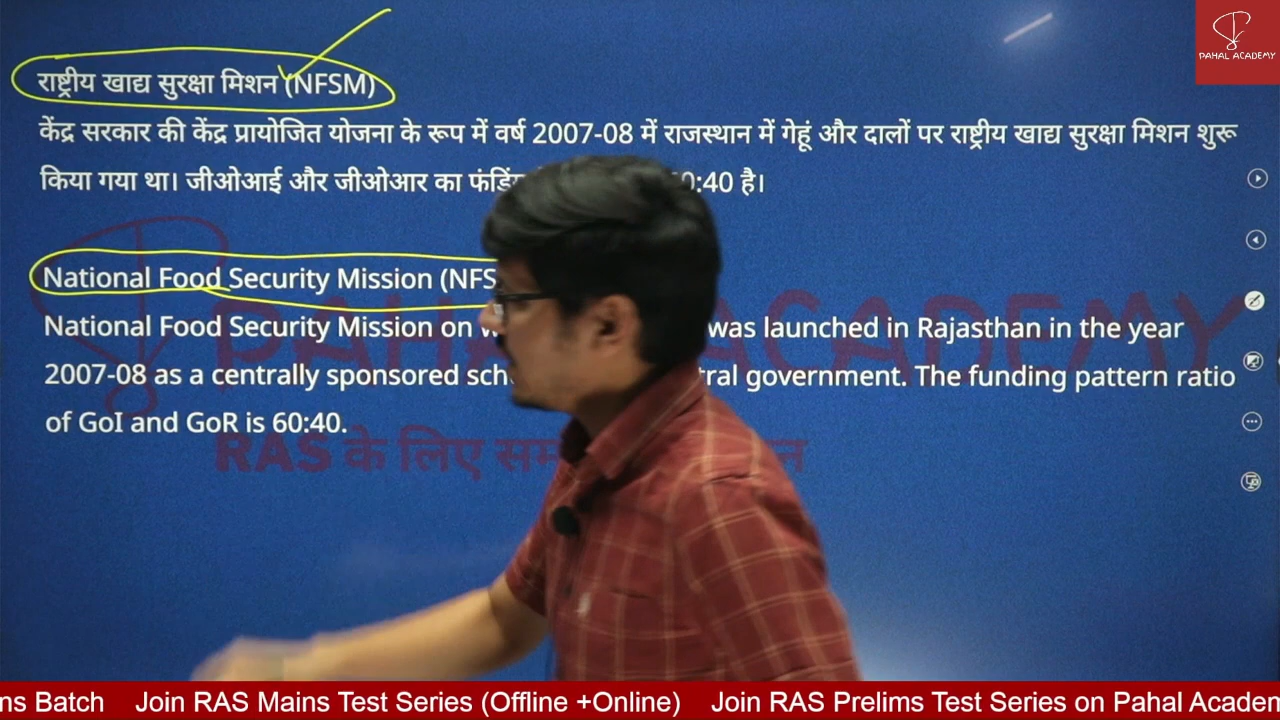 PAHAL ACADEMY
राष्ट्रीय खाद्य सुरक्षा मिशन (NFSM)
केंद्र सरकार की केंद्र प्रायोजित योजना के रूप में वर्ष 2007-08 में राजस्थान में गेहूं और दालों पर राष्ट्रीय खाद्य सुरक्षा मिशन शुरू
किया गया था। जीओआई और जीओआर का :40 है।
National Food Security Mission (NFS
National Food Security Mission on was launched in Rajasthan in the year
2007-08 as a centrally sponsored government. The funding pattern ratio
of GoI and GoR is 60:40.
ACADEMY
RAS के लिए
ns Batch Join RAS Mains Test Series (Offline +Online) Join RAS Prelims Test Series on Pahal